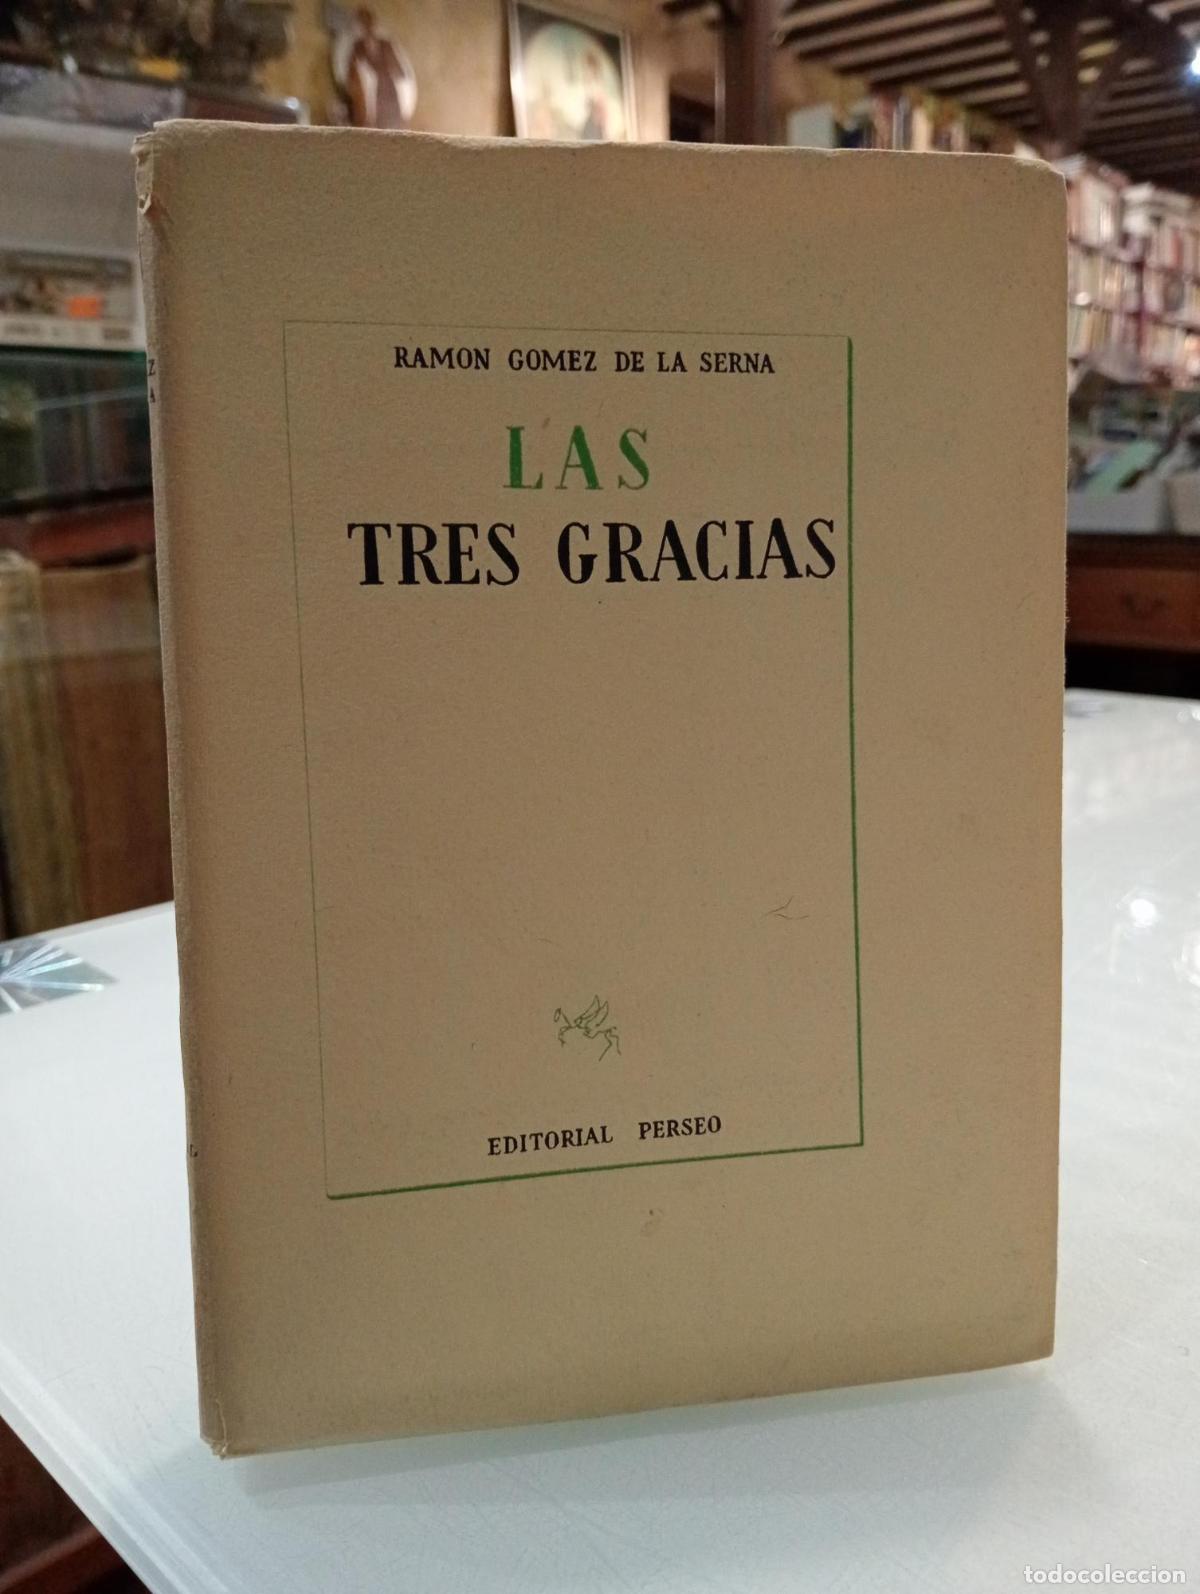 RAMON GOMEZ DE LA SERNA
LAS
TRES GRACIAS
EDITORIAL PERSEO
todocoleccion